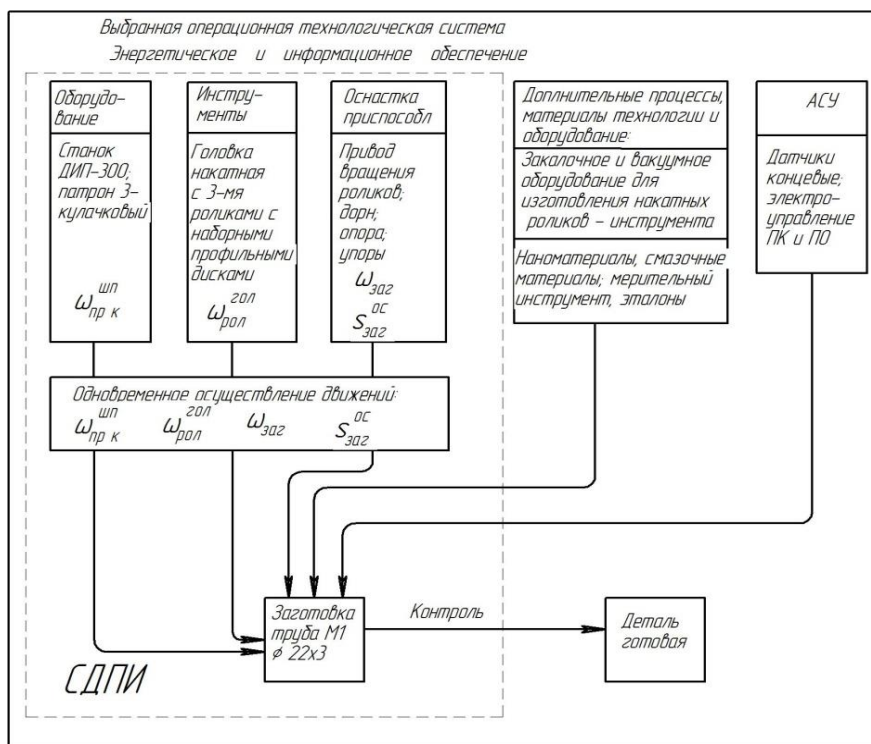 Выбранная операционная технологическая система
Энергетическое и информационное обеспечение
Оборудо-
вание
Станок
ДИП-300;
патрон 3-
кулачковый
ω пр к шп
Инстру-
менты
Головка
накатная
с 3-мя
роликами с
наборными
профильными
дисками
ω рол гол
Оснастка
приспособл
Привод
вращения
роликов;
дорн;
опора;
упоры
ω заг
S заг ос
Доплнительные процессы,
материалы технологии и
оборудование:
Закалочное и вакуумное
оборудование для
изготовления накатных
роликов – инструмента
Наноматериалы, смазочные
материалы; мерительный
инструмент, эталоны
АСУ
Датчики
концевые;
электро-
управление
ПК и ПО
Одновременное осуществление движений:
ω пр к шп ω рол гол ω заг S заг ос
Заготовка
труба М1
ϕ 22х3
Контроль
Деталь
готовая
СДПИ